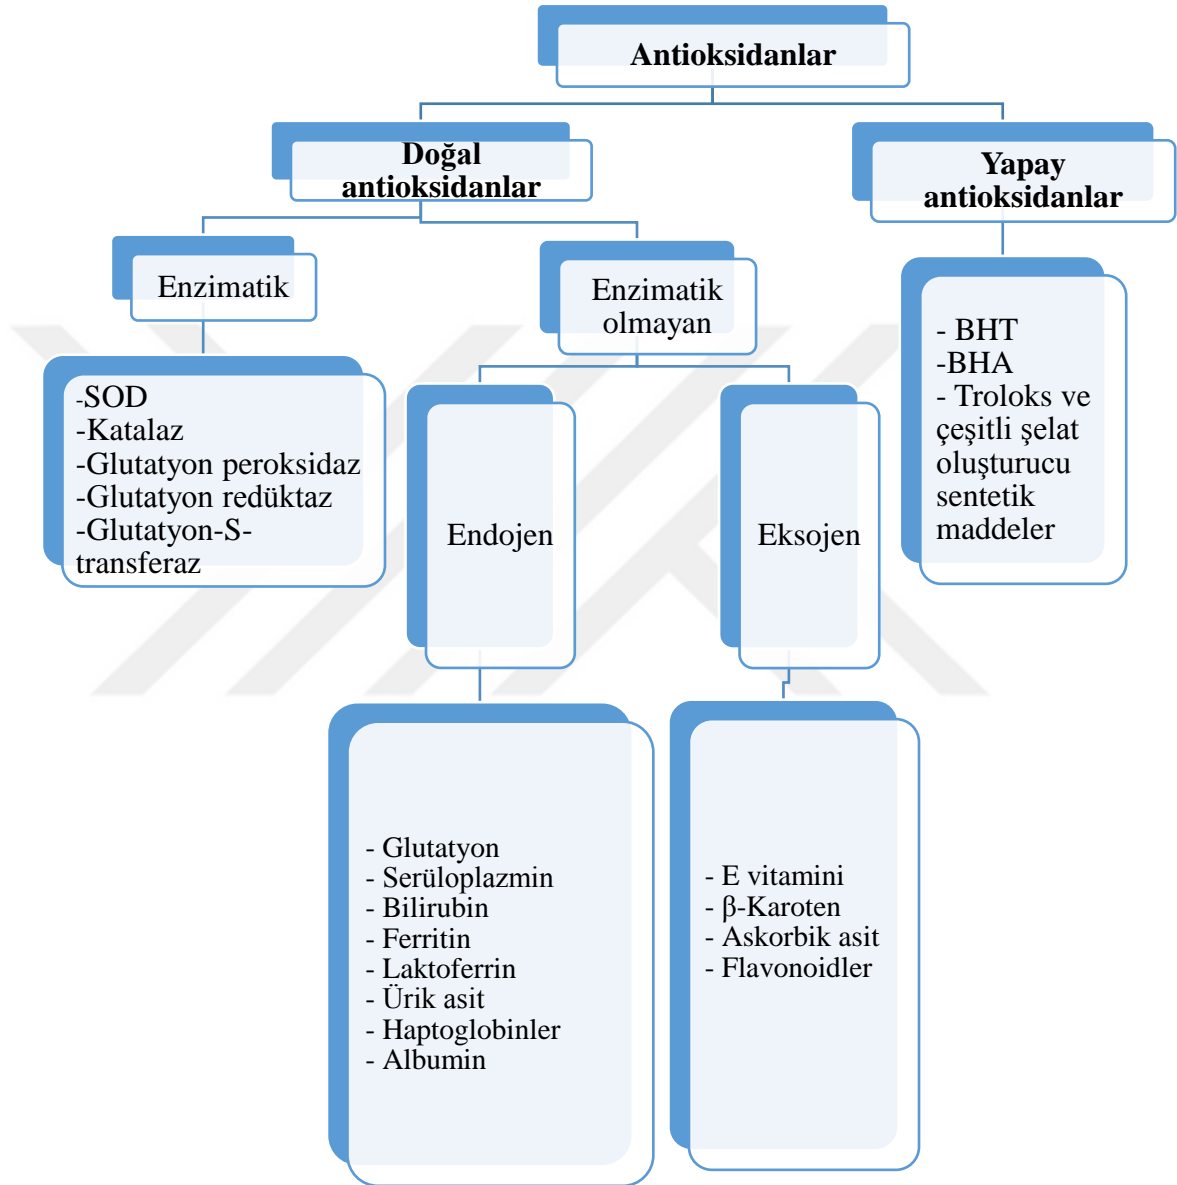 Antioksidanlar
Doğal
antioksidanlar
Yapay
antioksidanlar
Enzimatik
Enzimatik
olmayan
-SOD
-Katalaz
-Glutatyon peroksidaz
-Glutatyon redüktaz
-Glutatyon-S-
transferaz
Endojen
Eksojen
- BHT
-BHA
- Troloks ve
çeşitli şelat
oluşturucu
sentetik
maddeler
- Glutatyon
- Serüloplazmin
- Bilirubin
- Ferritin
- Laktoferrin
- Ürik asit
- Haptoglobinler
- Albumin
- E vitamini
- β-Karoten
- Askorbik asit
- Flavonoidler